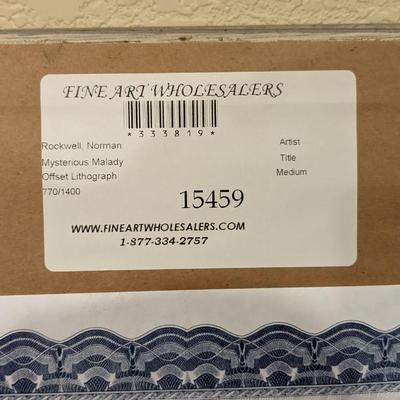 FINE ART WHOLESALERS
*333819*
Rockwell, Norman Artist
Mysterious Malady Title
Offset Lithograph Medium
770/1400
15459
WWW.FINEARTWHOLESALERS.COM
1-877-334-2757